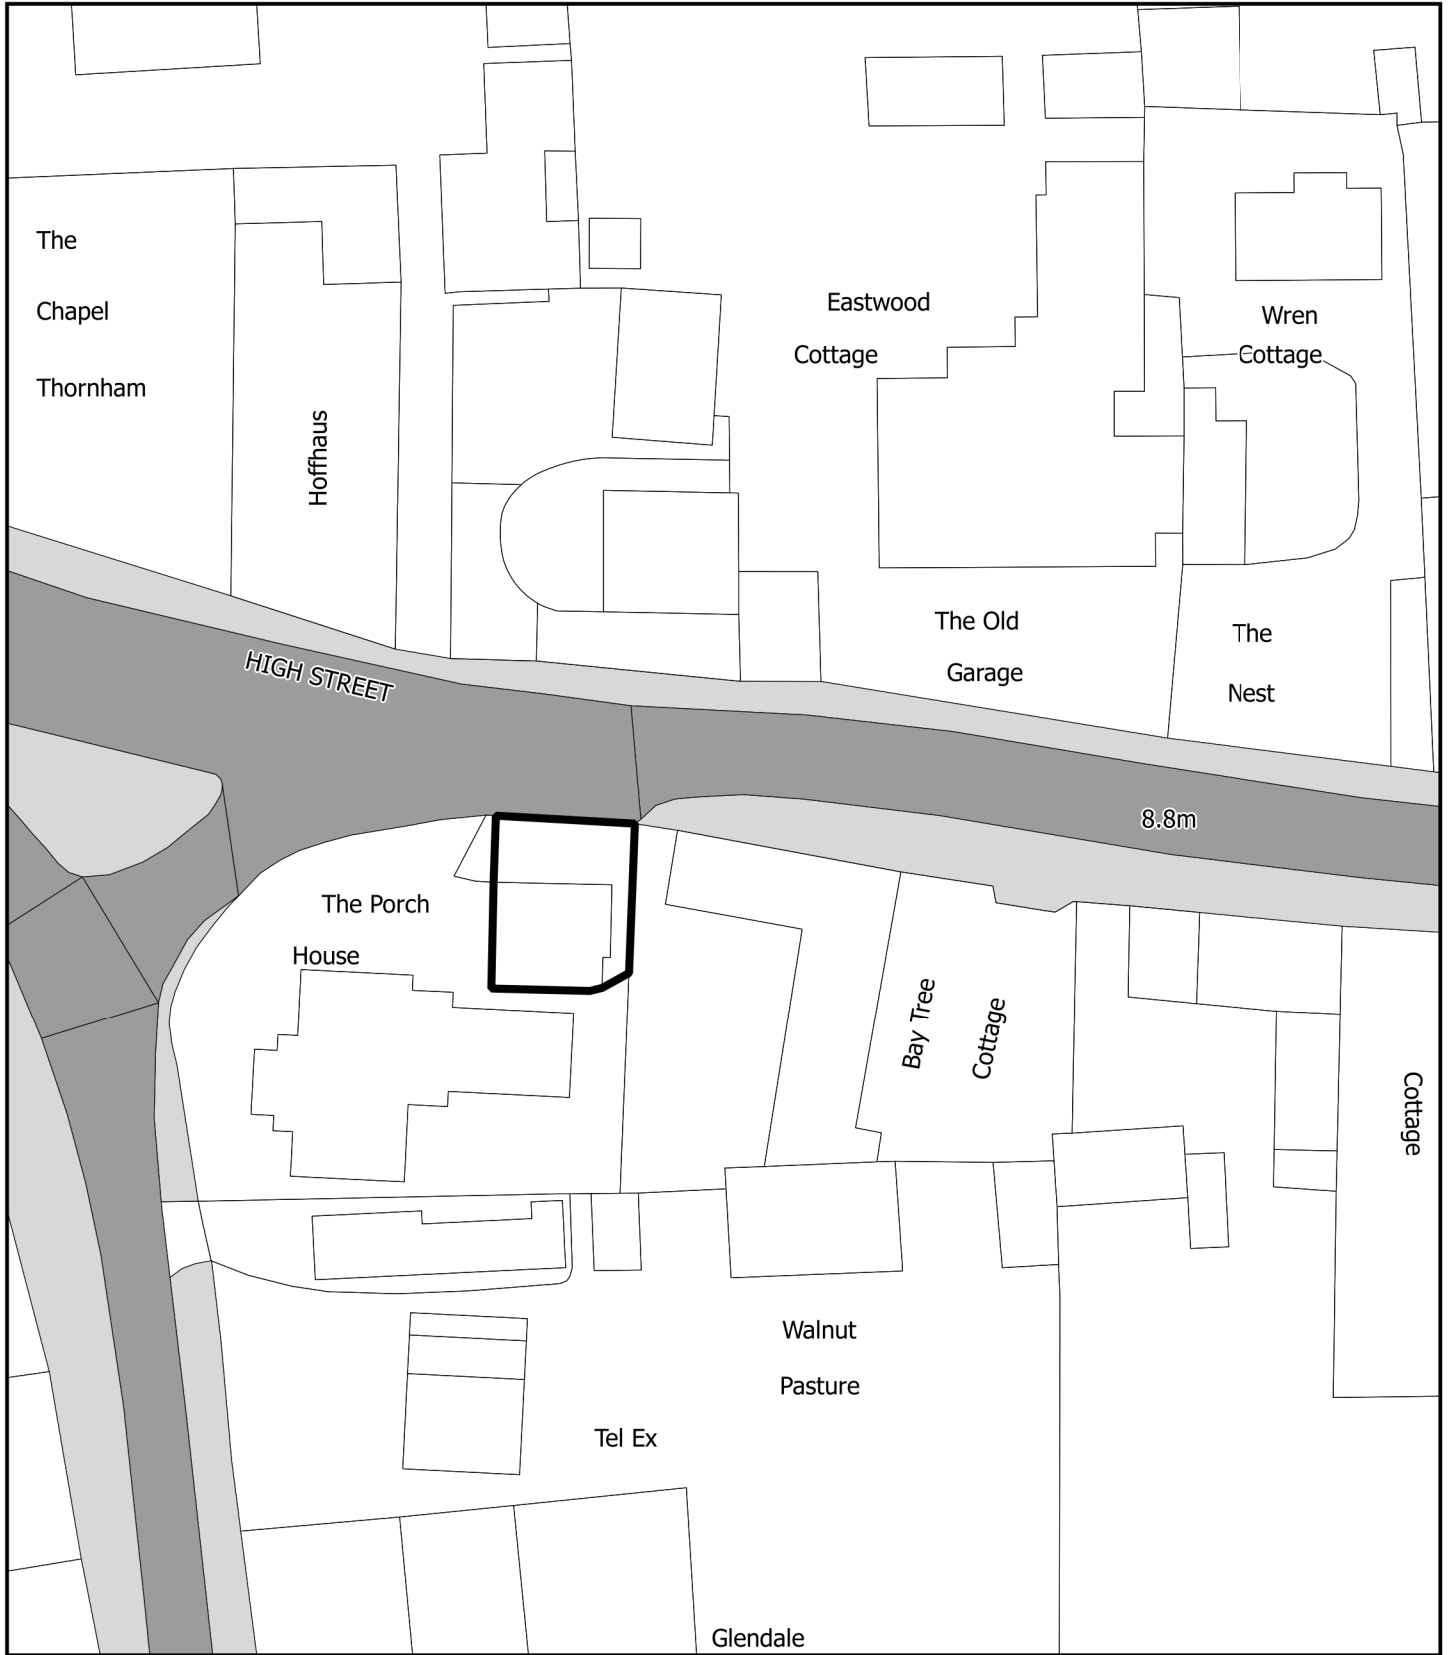 The
Chapel
Thornham
Hoffhaus
Eastwood
Cottage
Wren
Cottage
The Old
Garage
The
Nest
HIGH STREET
8.8m
The Porch
House
Bay Tree
Cottage
Cottage
Walnut
Pasture
Tel Ex
Glendale